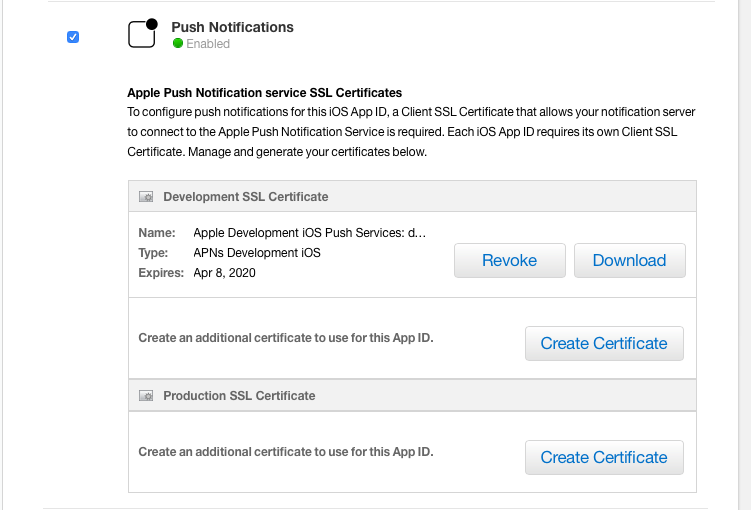 Push Notifications
Enabled
Apple Push Notification service SSL Certificates
To configure push notifications for this iOS App ID, a Client SSL Certificate that allows your notification server
to connect to the Apple Push Notification Service is required. Each iOS App ID requires its own Client SSL
Certificate. Manage and generate your certificates below.
Development SSL Certificate
Name: Apple Development iOS Push Services: d...
Type: APNs Development iOS
Expires: Apr 8, 2020
Revoke Download
Create an additional certificate to use for this App ID.
Create Certificate
Production SSL Certificate
Create an additional certificate to use for this App ID.
Create Certificate